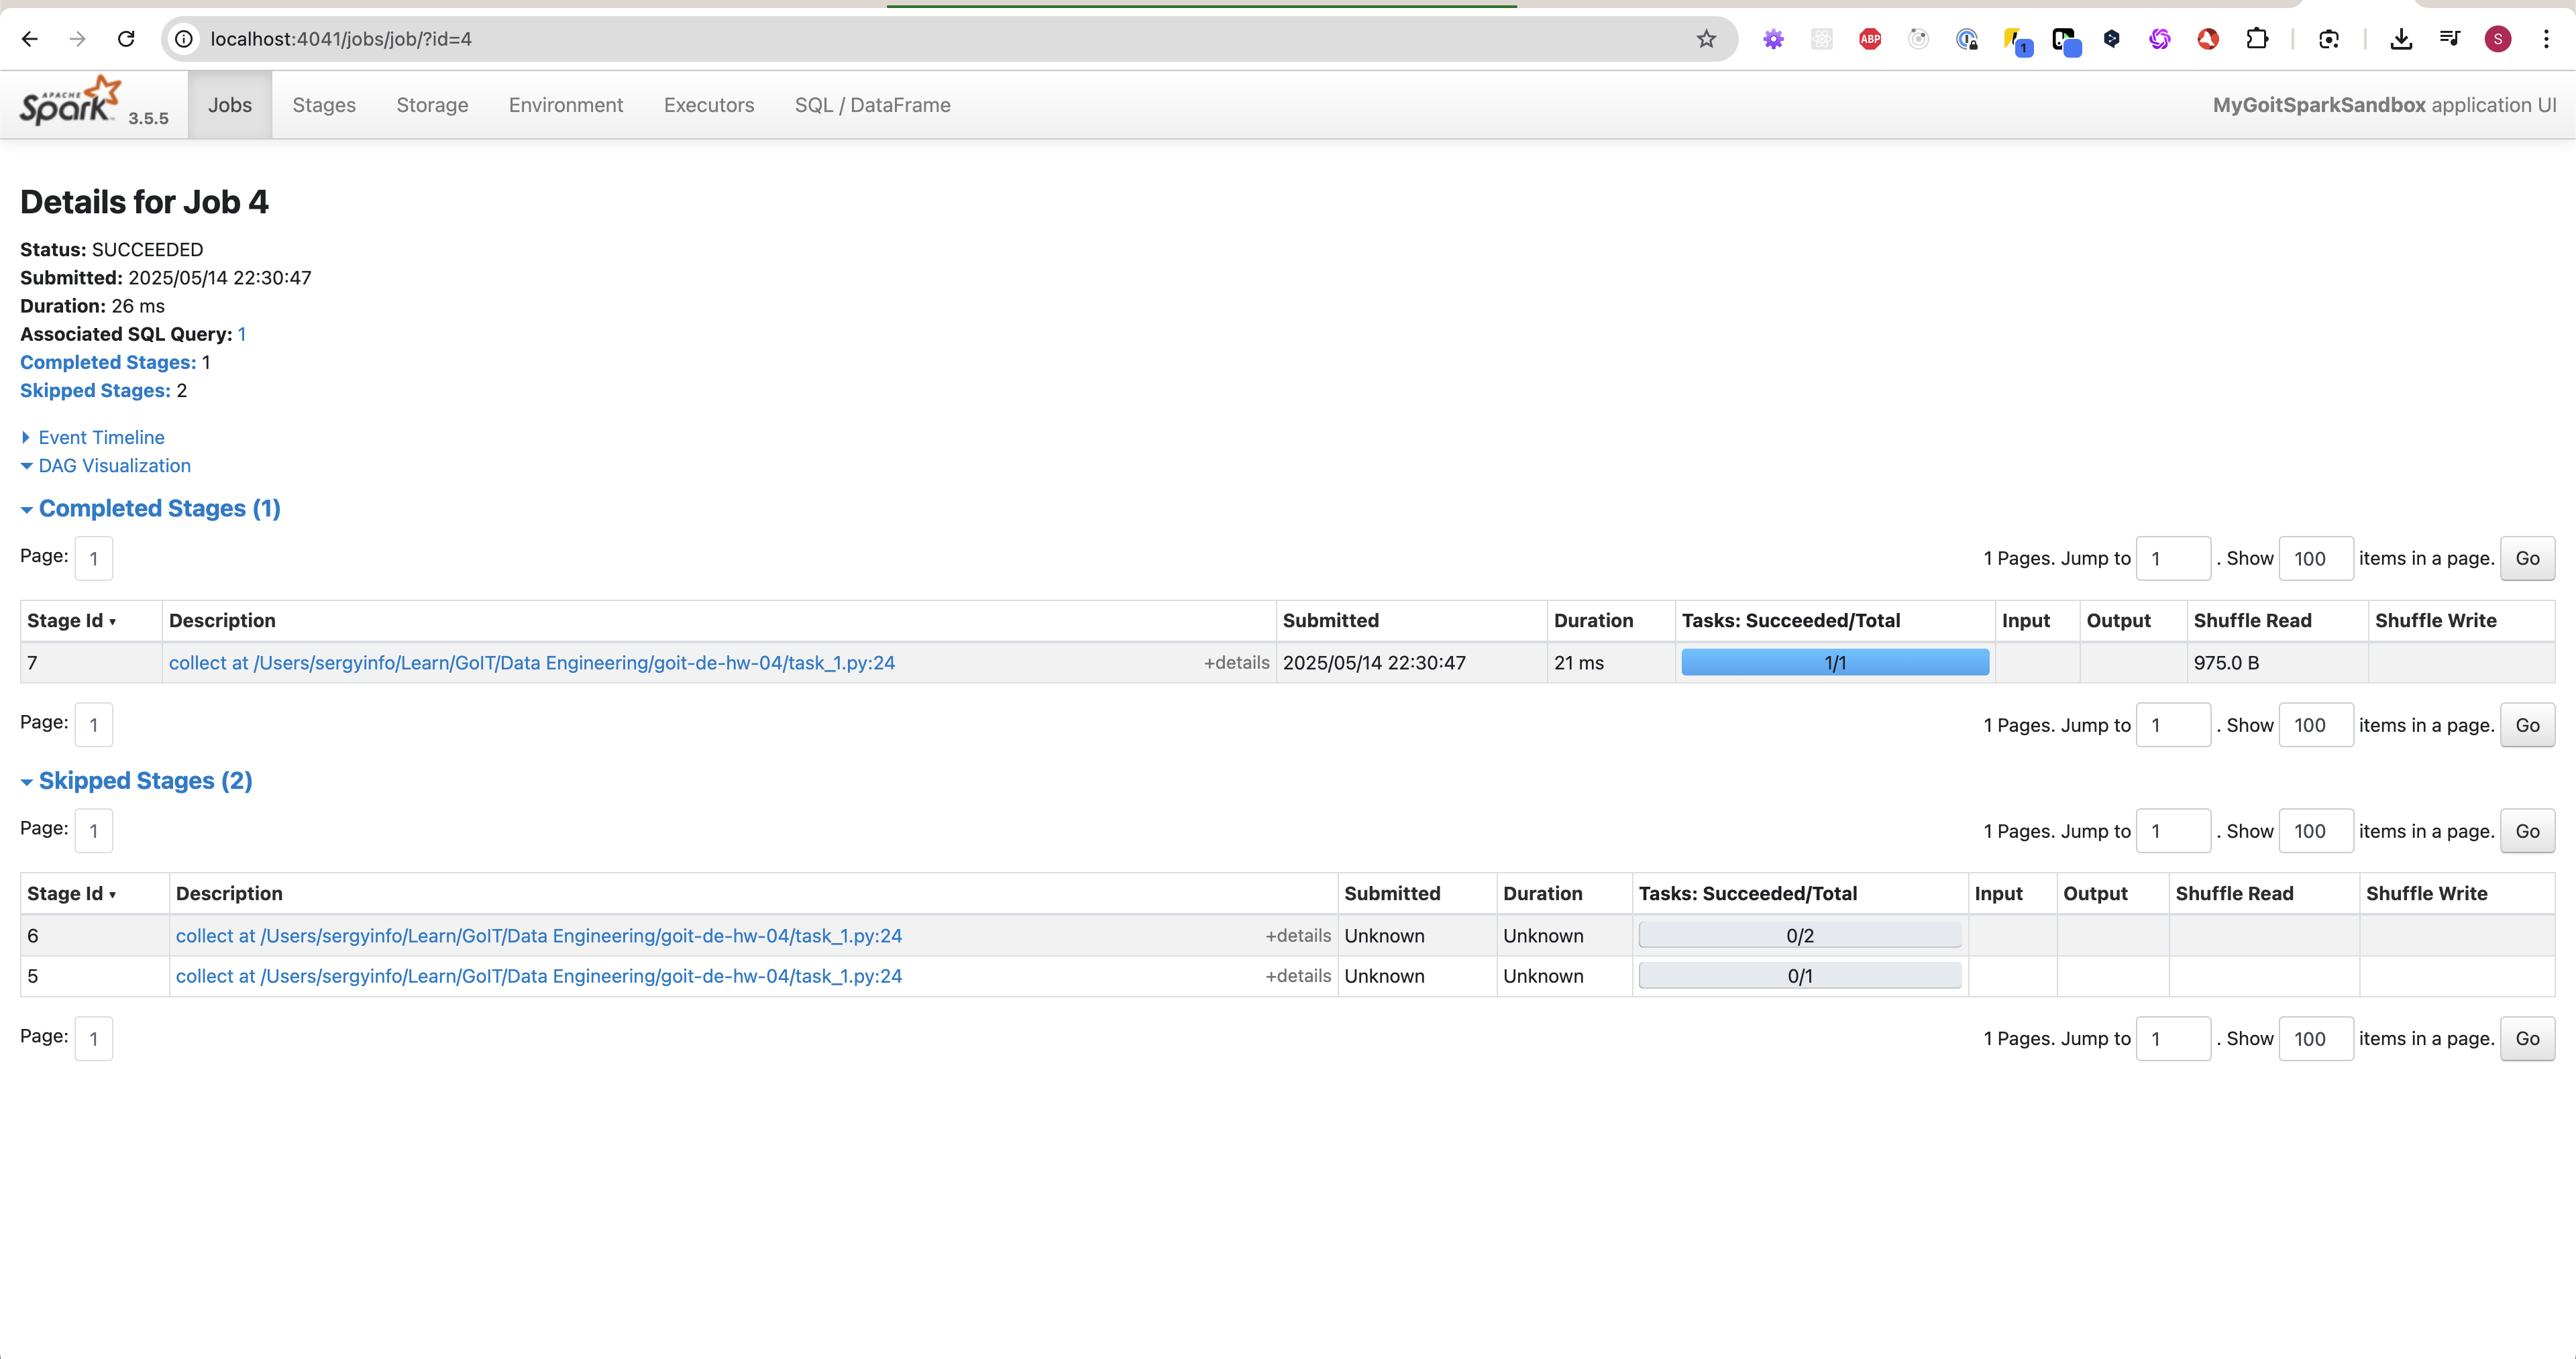 localhost:4041/jobs/job/?id=4
ABP
1
S
APACHE Spark 3.5.5
Jobs Stages Storage Environment Executors SQL / DataFrame MyGoitSparkSandbox application UI
Details for Job 4
Status: SUCCEEDED
Submitted: 2025/05/14 22:30:47
Duration: 26 ms
Associated SQL Query: 1
Completed Stages: 1
Skipped Stages: 2
Event Timeline
DAG Visualization
Completed Stages (1)
Page: 1 1 Pages. Jump to 1 . Show 100 items in a page. Go
Stage Id ▾ Description Submitted Duration Tasks: Succeeded/Total Input Output Shuffle Read Shuffle Write
7 collect at /Users/sergyinfo/Learn/GoIT/Data Engineering/goit-de-hw-04/task_1.py:24 +details 2025/05/14 22:30:47 21 ms 1/1 975.0 B
Page: 1 1 Pages. Jump to 1 . Show 100 items in a page. Go
Skipped Stages (2)
Page: 1 1 Pages. Jump to 1 . Show 100 items in a page. Go
Stage Id ▾ Description Submitted Duration Tasks: Succeeded/Total Input Output Shuffle Read Shuffle Write
6 collect at /Users/sergyinfo/Learn/GoIT/Data Engineering/goit-de-hw-04/task_1.py:24 +details Unknown Unknown 0/2
5 collect at /Users/sergyinfo/Learn/GoIT/Data Engineering/goit-de-hw-04/task_1.py:24 +details Unknown Unknown 0/1
Page: 1 1 Pages. Jump to 1 . Show 100 items in a page. Go